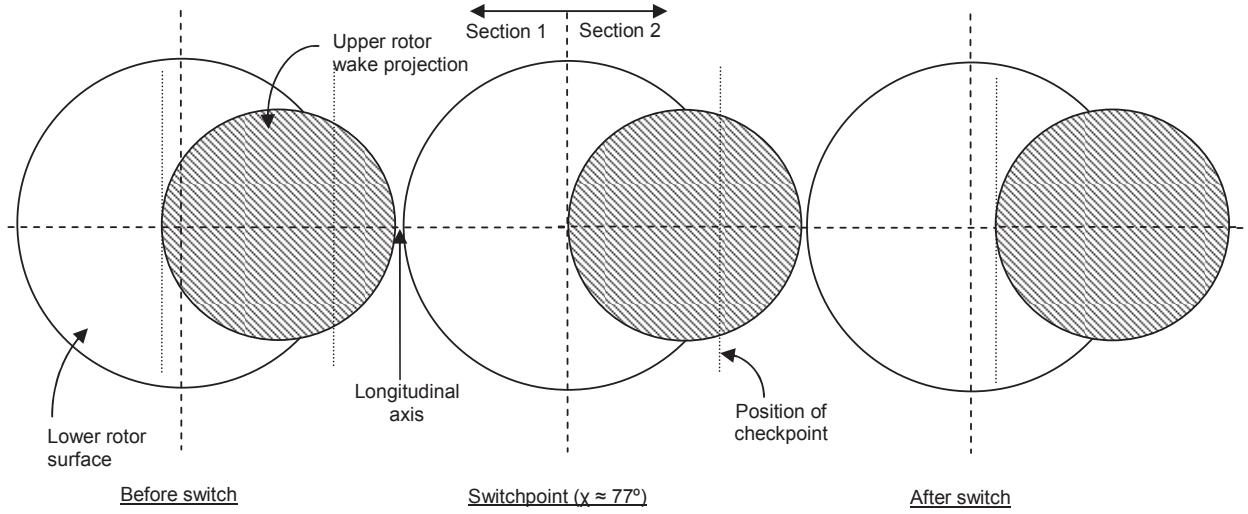 Section 1
Section 2
Upper rotor
wake projection
Longitudinal
axis
Position of
checkpoint
Lower rotor
surface
Before switch
Switchpoint (χ ≈ 77º)
After switch